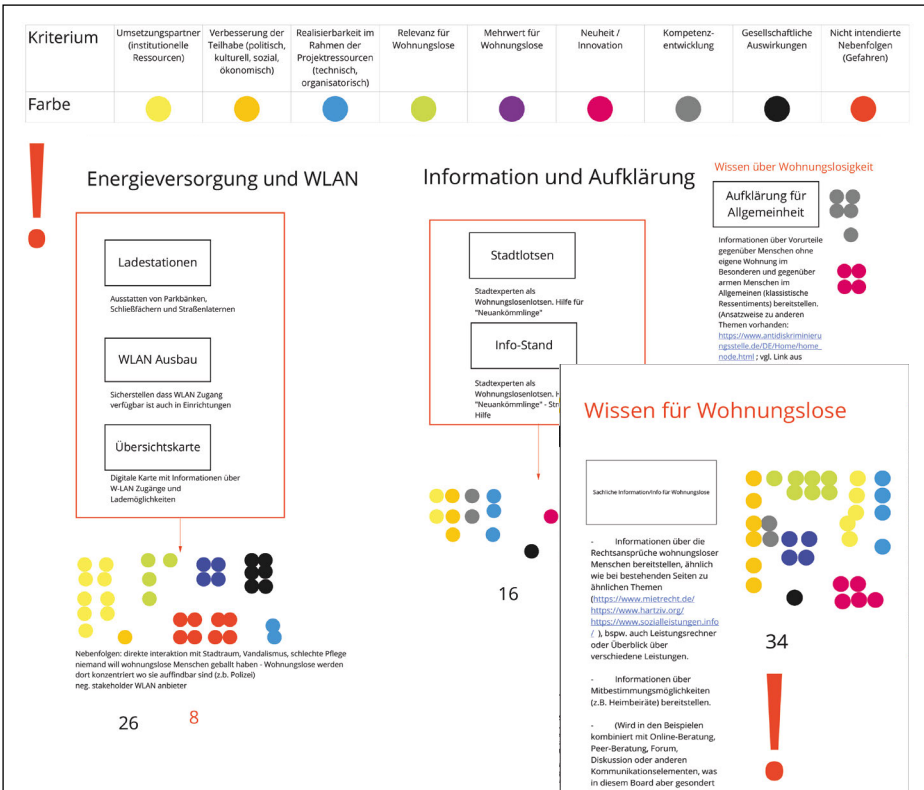 Kriterium
Umsetzungspartner
(institutionelle
Ressourcen)
Verbesserung der
Teilhabe (politisch,
kulturell, sozial,
ökonomisch)
Realisierbarkeit im
Rahmen der
Projektressourcen
(technisch,
organisatorisch)
Relevanz für
Wohnungslose
Mehrwert für
Wohnungslose
Neuheit /
Innovation
Kompetenz-
entwicklung
Gesellschaftliche
Auswirkungen
Nicht intendierte
Nebenfolgen
(Gefahren)
Farbe
!
Energieversorgung und WLAN
Ladestationen
Ausstatten von Parkbänken,
Schließfächern und Straßenlaternen
WLAN Ausbau
Sicherstellen dass WLAN Zugang
verfügbar ist auch in Einrichtungen
Übersichtskarte
Digitale Karte mit Informationen über
W-LAN Zugänge und
Lademöglichkeiten
Nebenfolgen: direkte interaktion mit Stadtraum, Vandalismus, schlechte Pflege
niemand will wohnungslose Menschen geballt haben - Wohnungslose werden
dort konzentriert wo sie auffindbar sind (z.b. Polizei)
neg. stakeholder WLAN anbieter
26
8
Information und Aufklärung
Stadtlotsen
Stadtexperten als
Wohnungslosenlotsen. Hilfe für
"Neuankömmlinge"
Info-Stand
Stadtexperten als
Wohnungslosenlotsen. H
"Neuankömmlinge" - Str
Hilfe
16
Wissen über Wohnungslosigkeit
Aufklärung für
Allgemeinheit
Informationen über Vorurteile
gegenüber Menschen ohne
eigene Wohnung im
Besonderen und gegenüber
armen Menschen im
Allgemeinen (klassistische
Ressentiments) bereitstellen.
(Ansatzweise zu anderen
Themen vorhanden:
https://www.antidiskriminieru
ngsstelle.de/DE/Home/home_
node.html ; vgl. Link aus
Wissen für Wohnungslose
Sachliche Information/Info für Wohnungslose
- Informationen über die
Rechtsansprüche wohnungsloser
Menschen bereitstellen, ähnlich
wie bei bestehenden Seiten zu
ähnlichen Themen
(https://www.mietrecht.de/
https://www.hartziv.org/
https://www.sozialleistungen.info
/ ), bspw. auch Leistungsrechner
oder Überblick über
verschiedene Leistungen.
- Informationen über
Mitbestimmungsmöglichkeiten
(z.B. Heimbeiräte) bereitstellen.
- (Wird in den Beispielen
kombiniert mit Online-Beratung,
Peer-Beratung, Forum,
Diskussion oder anderen
Kommunikationselementen, was
in diesem Board aber gesondert
34
!